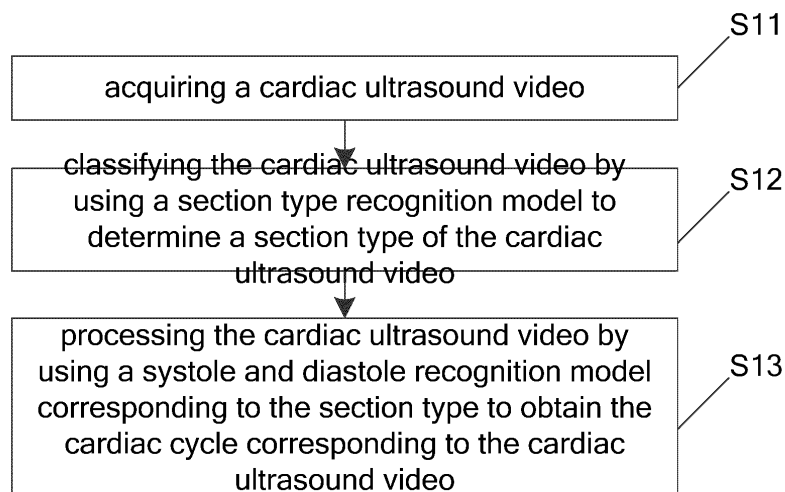 S11
acquiring a cardiac ultrasound video
classifying the cardiac ultrasound video by
using a section type recognition model to
determine a section type of the cardiac
ultrasound video
S12
processing the cardiac ultrasound video by
using a systole and diastole recognition model
corresponding to the section type to obtain the
cardiac cycle corresponding to the cardiac
ultrasound video
S13